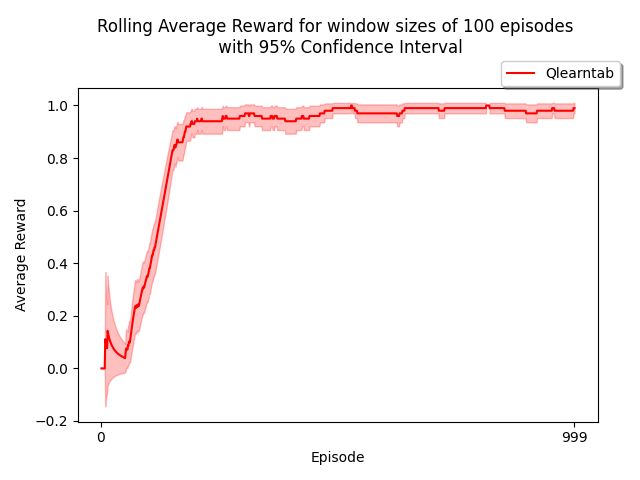 Rolling Average Reward for window sizes of 100 episodes
with 95% Confidence Interval
Qlearntab
1.0
0.8
0.6
0.4
0.2
0.0
−0.2
Average Reward
0
999
Episode